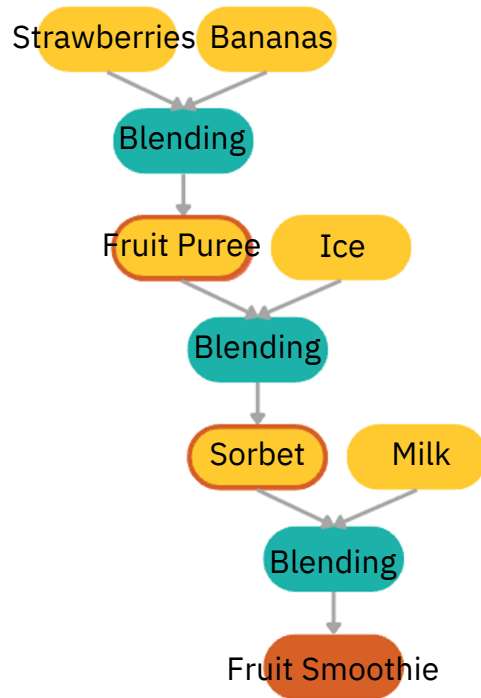 Strawberries
Bananas
Blending
Fruit Puree
Ice
Blending
Sorbet
Milk
Blending
Fruit Smoothie